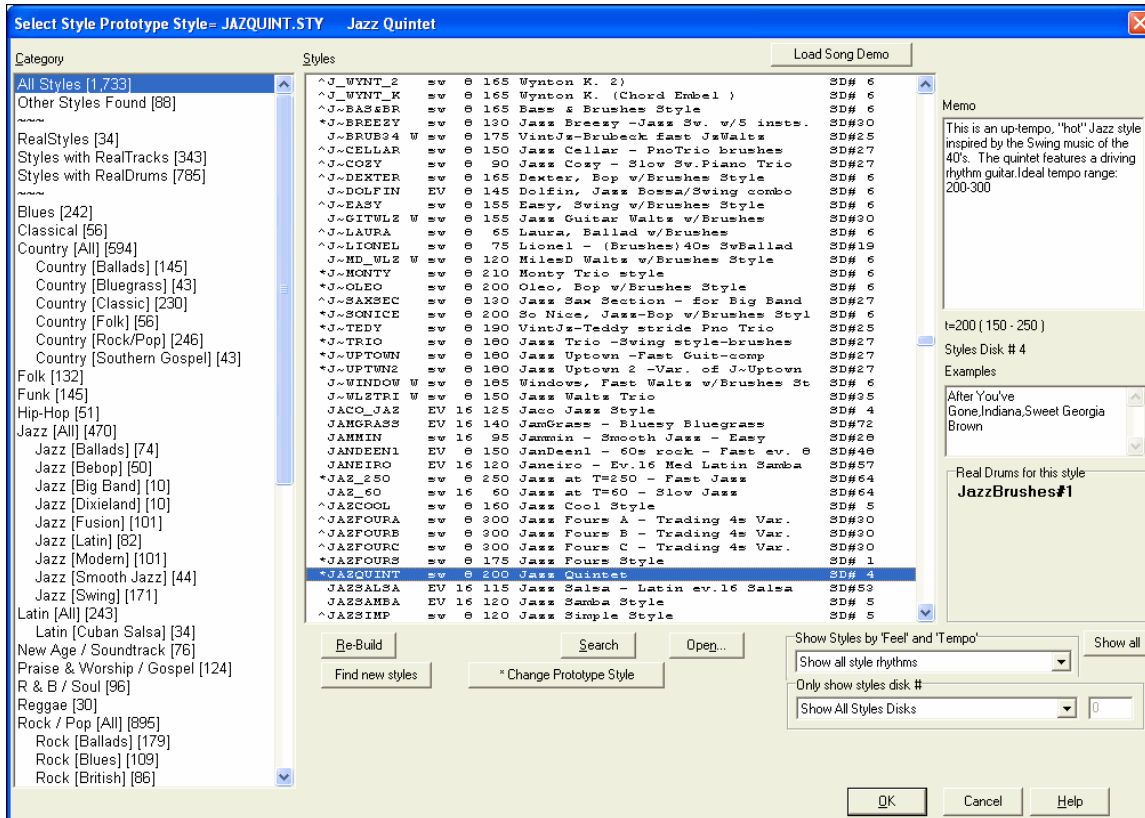 Select Style Prototype Style= JAZQUINT.STY Jazz Quintet
Category
All Styles [1,733]
Other Styles Found [88]
~~~
RealStyles [34]
Styles with RealTracks [343]
Styles with RealDrums [785]
~~~
Blues [242]
Classical [56]
Country [All] [594]
Country [Ballads] [145]
Country [Bluegrass] [43]
Country [Classic] [230]
Country [Folk] [56]
Country [Rock/Pop] [246]
Country [Southern Gospel] [43]
Folk [132]
Funk [145]
Hip-Hop [51]
Jazz [All] [470]
Jazz [Ballads] [74]
Jazz [Bebop] [50]
Jazz [Big Band] [10]
Jazz [Dixieland] [10]
Jazz [Fusion] [101]
Jazz [Latin] [82]
Jazz [Modern] [101]
Jazz [Smooth Jazz] [44]
Jazz [Swing] [171]
Latin [All] [243]
Latin [Cuban Salsa] [34]
New Age / Soundtrack [76]
Praise & Worship / Gospel [124]
R & B / Soul [96]
Reggae [30]
Rock / Pop [All] [895]
Rock [Ballads] [179]
Rock [Blues] [109]
Rock [British] [86]
Styles
Load Song Demo
^J_WYNT_2 sw 8 165 Wynton K. 2) SD# 6
^J_WYNT_K sw 8 165 Wynton K. (Chord Embel ) SD# 6
^J~BAS&BR sw 8 165 Bass & Brushes Style SD# 6
*J~BREEZY sw 8 130 Jazz Breezy -Jazz Sw. w/5 insts. SD#30
J~BRUB34 W sw 8 175 VintJz-Brubeck fast JzWaltz SD#25
^J~CELLAR sw 8 150 Jazz Cellar - PnoTrio brushes SD#27
^J~COZY sw 8 90 Jazz Cozy - Slow Sw.Piano Trio SD#27
^J~DEXTER sw 8 165 Dexter, Bop w/Brushes Style SD# 6
J~DOLFIN EV 8 145 Dolfin, Jazz Bossa/Swing combo SD# 6
^J~EASY sw 8 155 Easy, Swing w/Brushes Style SD# 6
J~GITWLZ W sw 8 155 Jazz Guitar Waltz w/Brushes SD#30
^J~LAURA sw 8 65 Laura, Ballad w/Brushes SD# 6
^J~LIONEL sw 8 75 Lionel - (Brushes)40s SwBallad SD#19
J~MD_WLZ W sw 8 120 MilesD Waltz w/Brushes Style SD# 6
*J~MONTY sw 8 210 Monty Trio style SD# 6
*J~OLEO sw 8 200 Oleo, Bop w/Brushes Style SD# 6
^J~SAXSEC sw 8 130 Jazz Sax Section - for Big Band SD#27
*J~SONICE sw 8 200 So Nice, Jazz-Bop w/Brushes Styl SD# 6
*J~TEDY sw 8 190 VintJz-Teddy stride Pno Trio SD#25
*J~TRIO sw 8 180 Jazz Trio -Swing style-brushes SD#27
*J~UPTOWN sw 8 180 Jazz Uptown -Fast Guit-comp SD#27
*J~UPTWN2 sw 8 180 Jazz Uptown 2 -Var. of J~Uptown SD#27
J~WINDOW W sw 8 185 Windows, Fast Waltz w/Brushes St SD# 6
J~WLZTRI W sw 8 150 Jazz Waltz Trio SD#35
JACO_JAZ EV 16 125 Jaco Jazz Style SD# 4
JAMGRASS EV 16 140 JamGrass - Bluesy Bluegrass SD#72
JAMMIN sw 16 95 Jammin - Smooth Jazz - Easy SD#28
JANDEEN1 EV 8 150 JanDeen1 - 60s rock - Fast ev. 8 SD#48
JANEIRO EV 16 120 Janeiro - Ev.16 Med Latin Samba SD#57
*JAZ_250 sw 8 250 Jazz at T=250 - Fast Jazz SD#64
JAZ_60 sw 16 60 Jazz at T=60 - Slow Jazz SD#64
^JAZCOOL sw 8 160 Jazz Cool Style SD# 5
^JAZFOURA sw 8 300 Jazz Fours A - Trading 4s Var. SD#30
^JAZFOURB sw 8 300 Jazz Fours B - Trading 4s Var. SD#30
^JAZFOURC sw 8 300 Jazz Fours C - Trading 4s Var. SD#30
*JAZFOURS sw 8 175 Jazz Fours Style SD# 1
*JAZQUINT sw 8 200 Jazz Quintet SD# 4
JAZSALSA EV 16 115 Jazz Salsa - Latin ev.16 Salsa SD#53
JAZSAMBA EV 16 120 Jazz Samba Style SD# 5
^JAZSIMP sw 8 120 Jazz Simple Style SD# 5
Memo
This is an up-tempo, "hot" Jazz style
inspired by the Swing music of the
40's. The quintet features a driving
rhythm guitar.Ideal tempo range:
200-300
t=200 ( 150 - 250 )
Styles Disk # 4
Examples
After You've
Gone,Indiana,Sweet Georgia
Brown
Real Drums for this style
JazzBrushes#1
Re-Build
Search
Open...
Find new styles
* Change Prototype Style
Show Styles by 'Feel' and 'Tempo'
Show all style rhythms
Show all
Only show styles disk #
Show All Styles Disks
0
OK
Cancel
Help